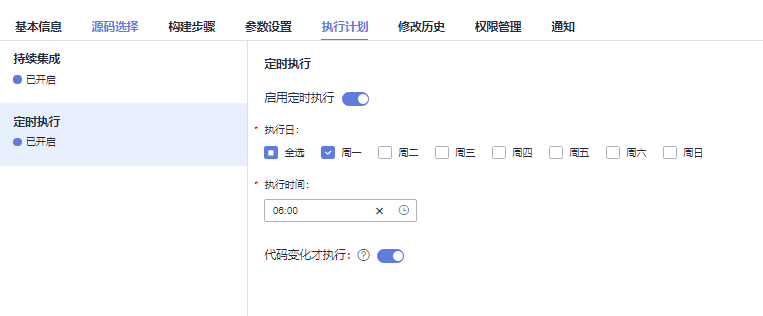 基本信息 源码选择 构建步骤 参数设置 执行计划 修改历史 权限管理 通知
持续集成
已开启
定时执行
已开启
定时执行
启用定时执行
* 执行日：
全选 周一 周二 周三 周四 周五 周六 周日
* 执行时间：
06:00
代码变化才执行：